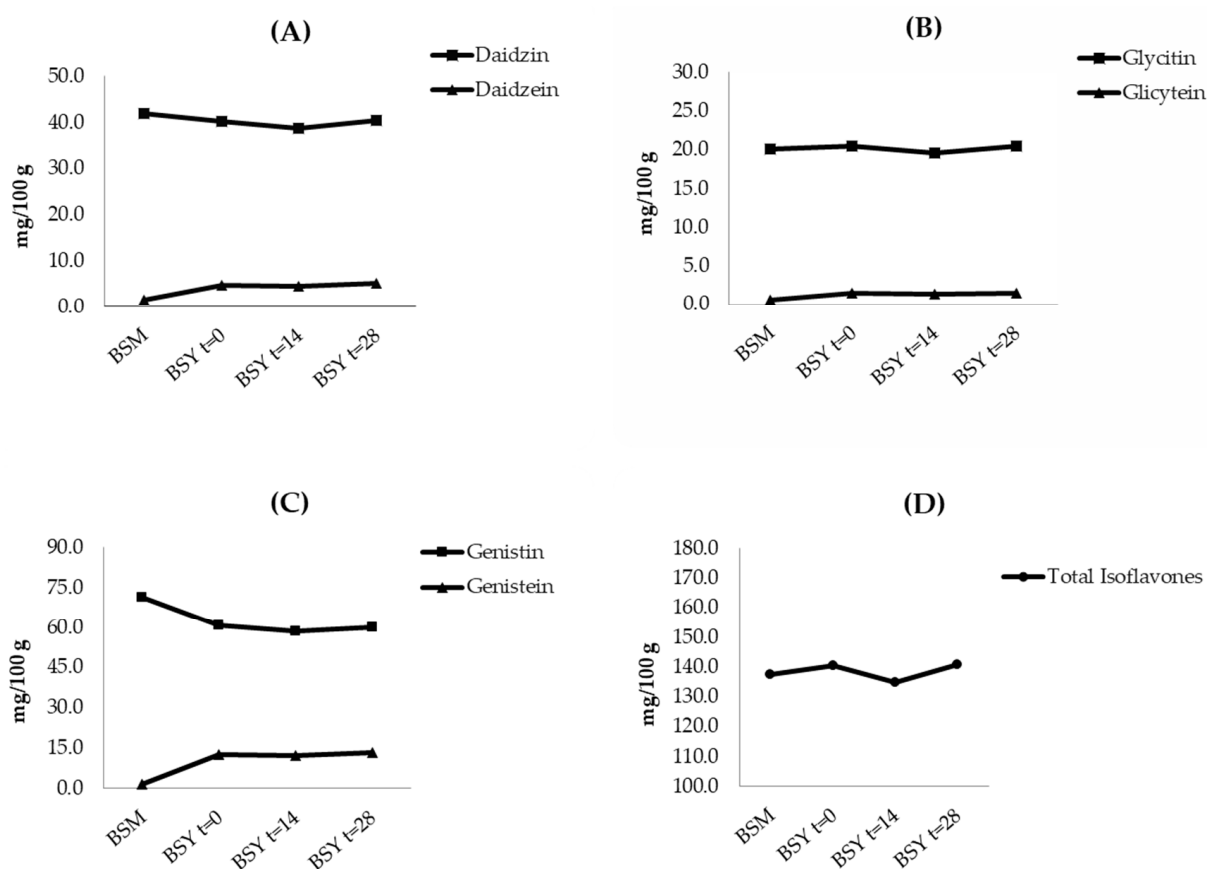 (A)
Daidzin
Daidzein
50.0
40.0
30.0
20.0
10.0
0.0
mg/100 g
BSM
BSY t=0
BSY t=14
BSY t=28
(B)
Glycitin
Glicytein
30.0
25.0
20.0
15.0
10.0
5.0
0.0
mg/100 g
BSM
BSY t=0
BSY t=14
BSY t=28
(C)
Genistin
Genistein
90.0
75.0
60.0
45.0
30.0
15.0
0.0
mg/100 g
BSM
BSY t=0
BSY t=14
BSY t=28
(D)
Total Isoflavones
180.0
170.0
160.0
150.0
140.0
130.0
120.0
110.0
100.0
mg/100 g
BSM
BSY t=0
BSY t=14
BSY t=28